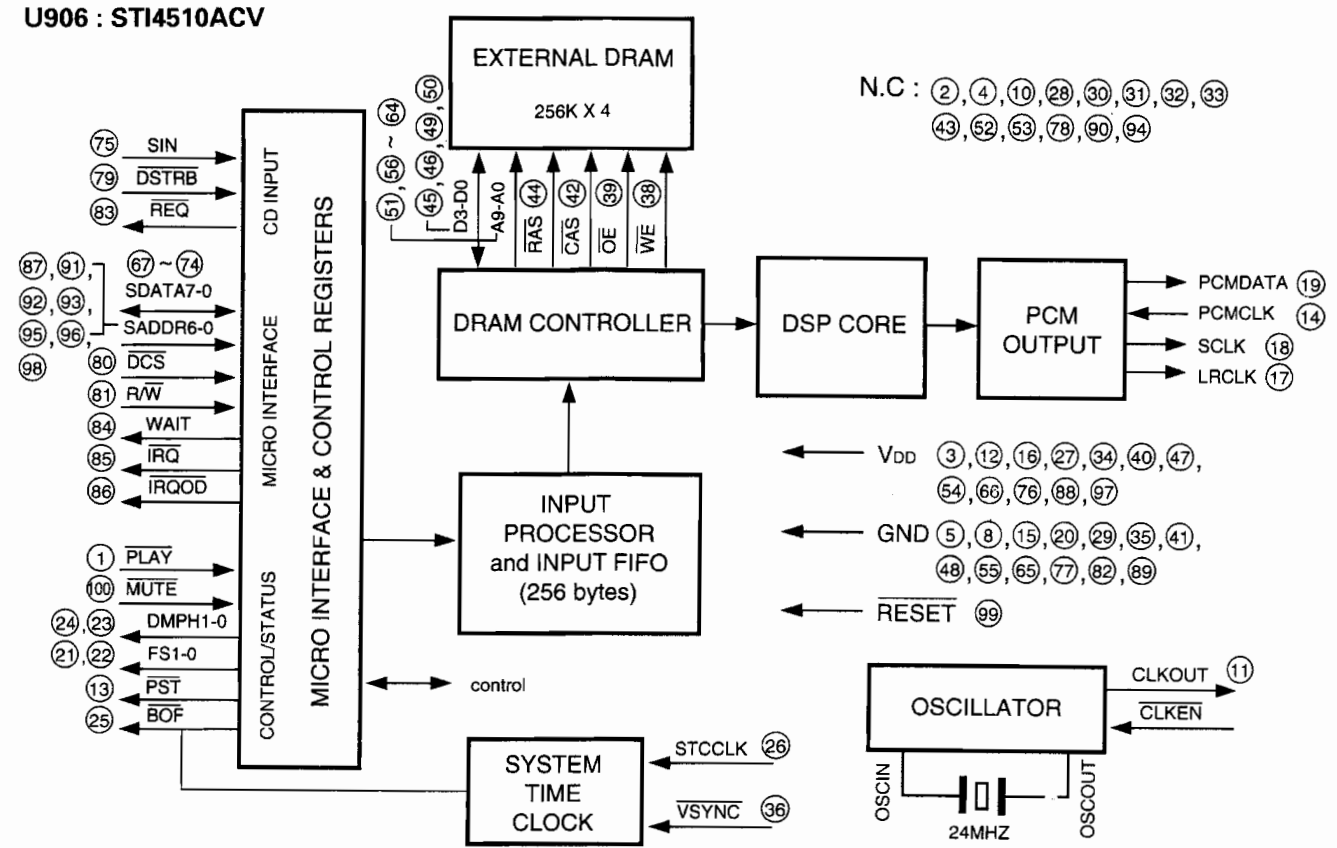 U906 : STI4510ACV
EXTERNAL DRAM
256K X 4
N.C : 2, 4, 10, 28, 30, 31, 32, 33
43, 52, 53, 78, 90, 94
51, 56 ~ 64
45, 46, 49, 50
D3-D0
A9-A0
RAS 44
CAS 42
OE 39
WE 38
75 SIN
79 DSTRB
83 REQ
CD INPUT
87, 91,
92, 93,
95, 96,
98
67 ~ 74
SDATA7-0
SADDR6-0
80 DCS
81 R/W
84 WAIT
85 IRQ
86 IRQOD
MICRO INTERFACE
1 PLAY
100 MUTE
24, 23 DMPH1-0
21, 22 FS1-0
13 PST
25 BOF
CONTROL/STATUS
MICRO INTERFACE & CONTROL REGISTERS
DRAM CONTROLLER
DSP CORE
PCM
OUTPUT
PCMDATA 19
PCMCLK 14
SCLK 18
LRCLK 17
INPUT
PROCESSOR
and INPUT FIFO
(256 bytes)
VDD 3, 12, 16, 27, 34, 40, 47,
54, 66, 76, 88, 97
GND 5, 8, 15, 20, 29, 35, 41,
48, 55, 65, 77, 82, 89
RESET 99
control
SYSTEM
TIME
CLOCK
STCCLK 26
VSYNC 36
OSCILLATOR
CLKOUT 11
CLKEN
OSCIN
OSCOUT
24MHZ